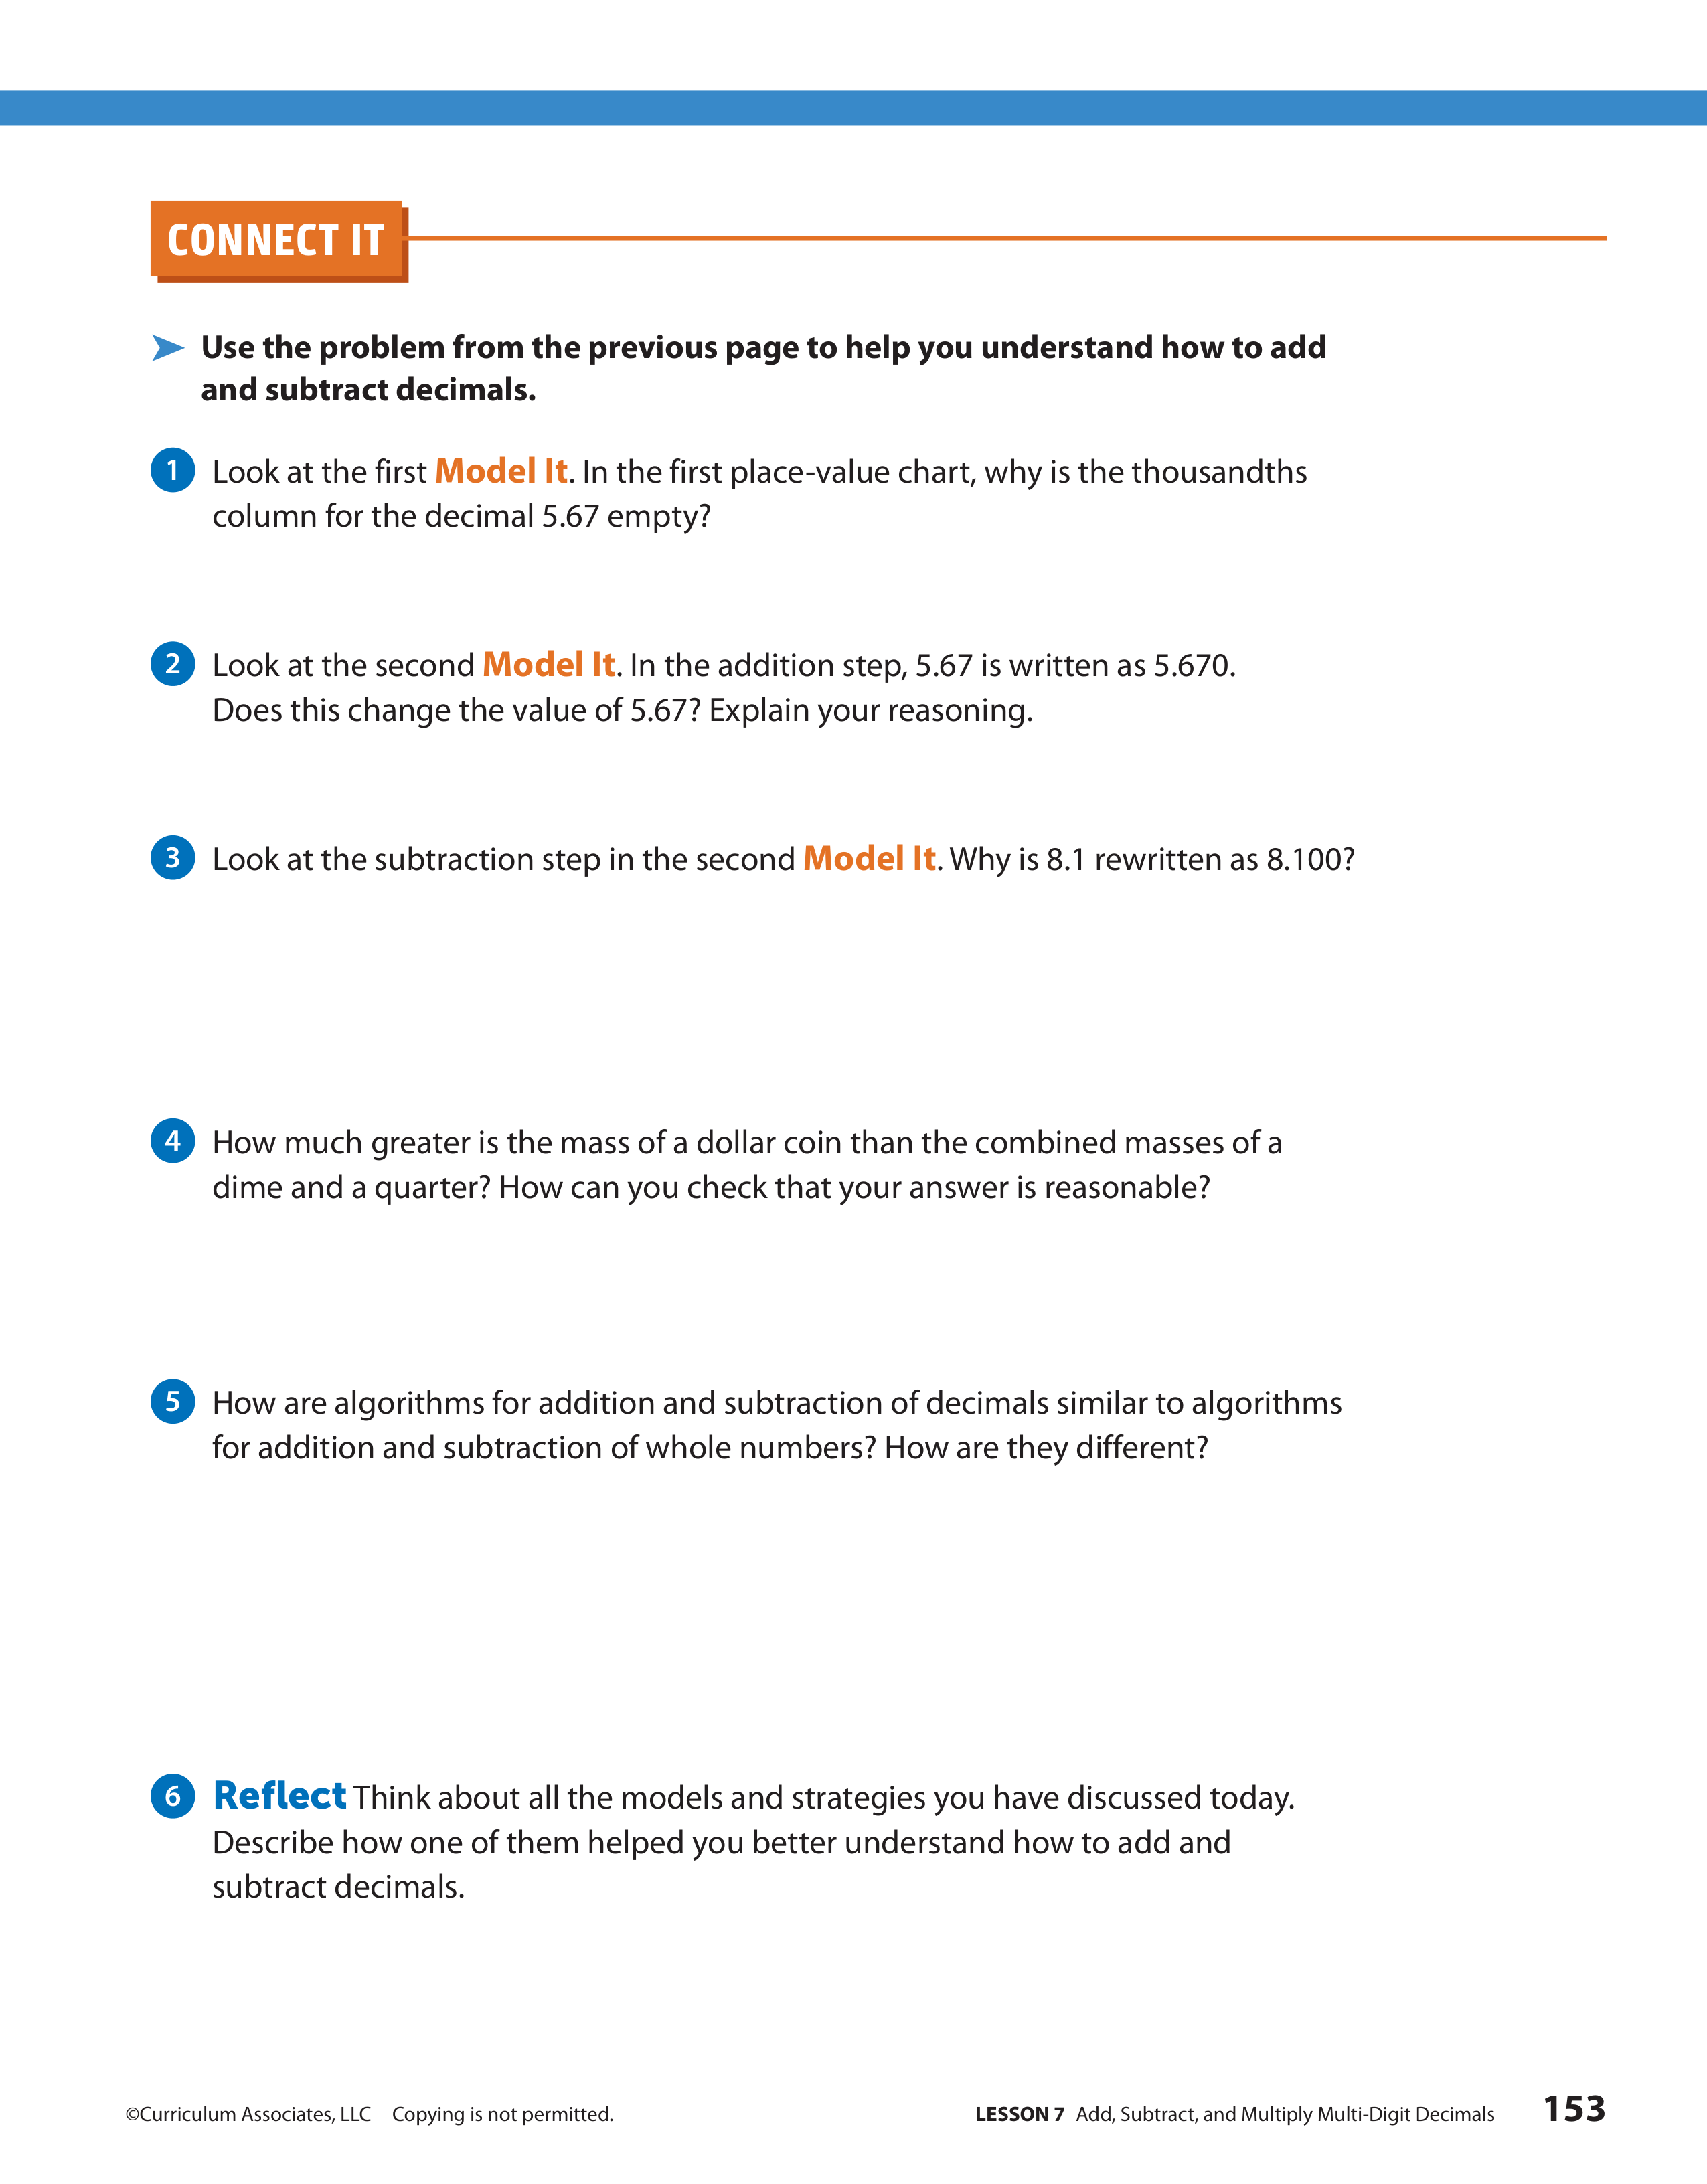 CONNECT IT
Use the problem from the previous page to help you understand how to add
and subtract decimals.
1 Look at the first Model It. In the first place-value chart, why is the thousandths
column for the decimal 5.67 empty?
2 Look at the second Model It. In the addition step, 5.67 is written as 5.670.
Does this change the value of 5.67? Explain your reasoning.
3 Look at the subtraction step in the second Model It. Why is 8.1 rewritten as 8.100?
4 How much greater is the mass of a dollar coin than the combined masses of a
dime and a quarter? How can you check that your answer is reasonable?
5 How are algorithms for addition and subtraction of decimals similar to algorithms
for addition and subtraction of whole numbers? How are they different?
6 Reflect Think about all the models and strategies you have discussed today.
Describe how one of them helped you better understand how to add and
subtract decimals.
©Curriculum Associates, LLC Copying is not permitted.
LESSON 7 Add, Subtract, and Multiply Multi-Digit Decimals 153